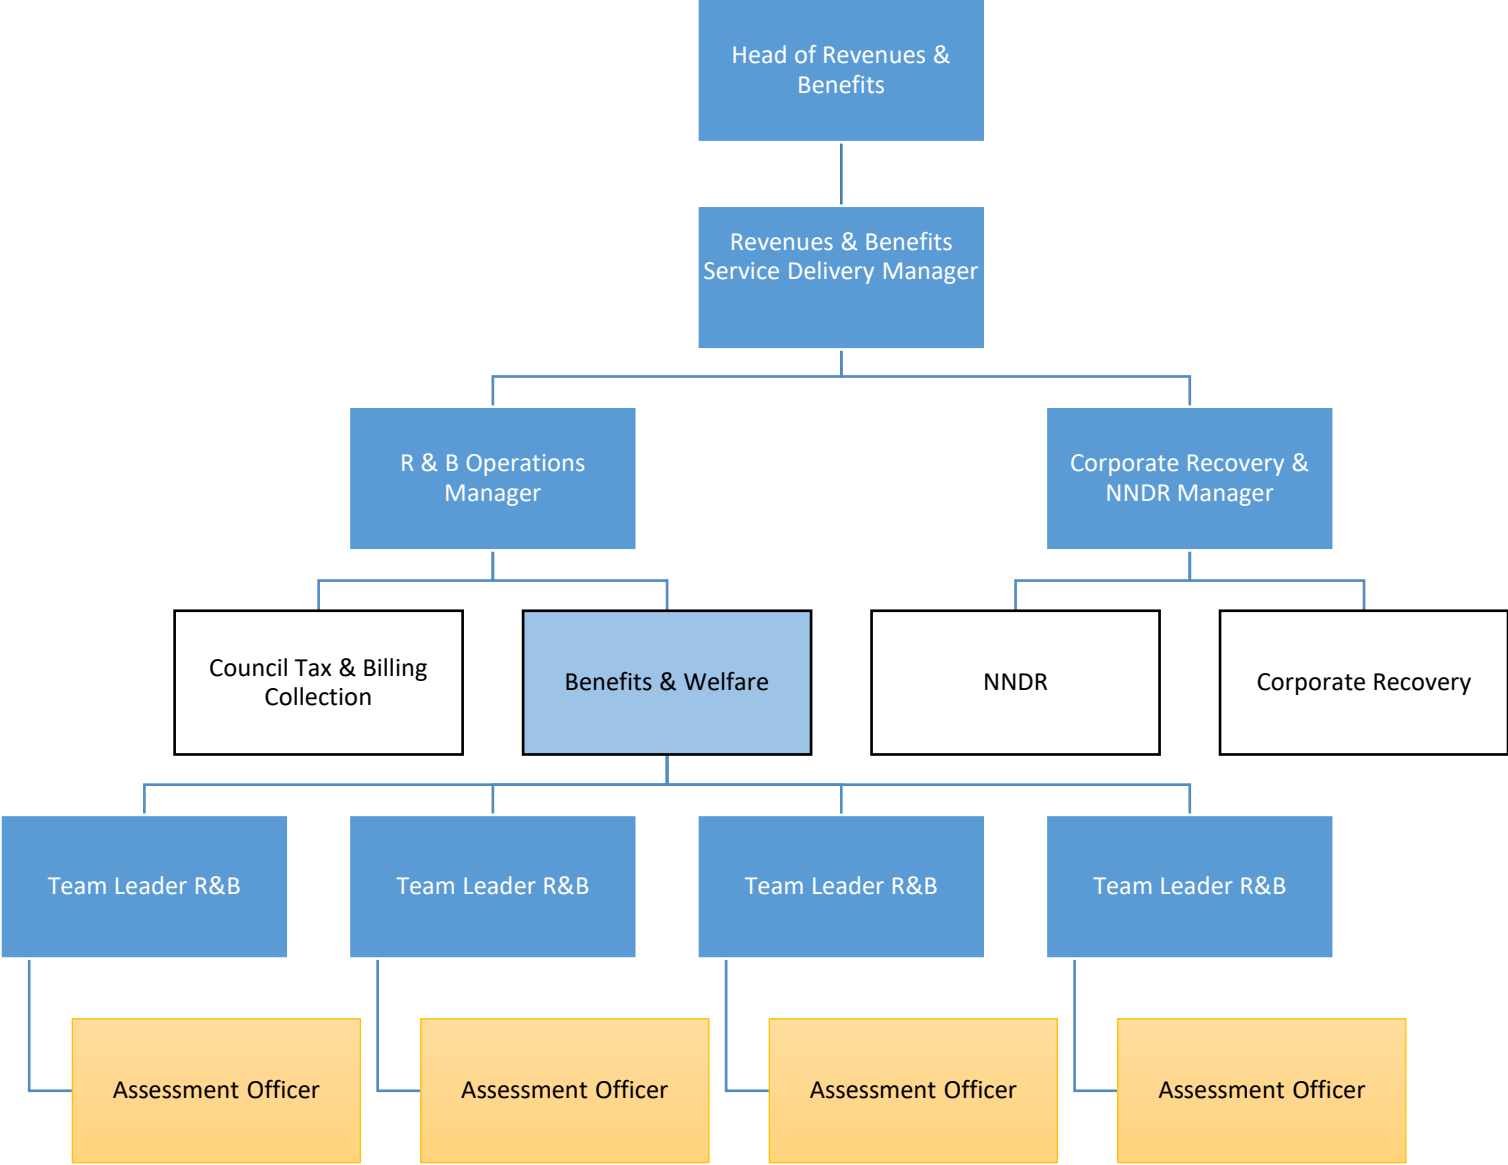 Head of Revenues &
Benefits
Revenues & Benefits
Service Delivery Manager
R & B Operations
Manager
Corporate Recovery &
NNDR Manager
Council Tax & Billing
Collection
Benefits & Welfare
NNDR
Corporate Recovery
Team Leader R&B
Team Leader R&B
Team Leader R&B
Team Leader R&B
Assessment Officer
Assessment Officer
Assessment Officer
Assessment Officer